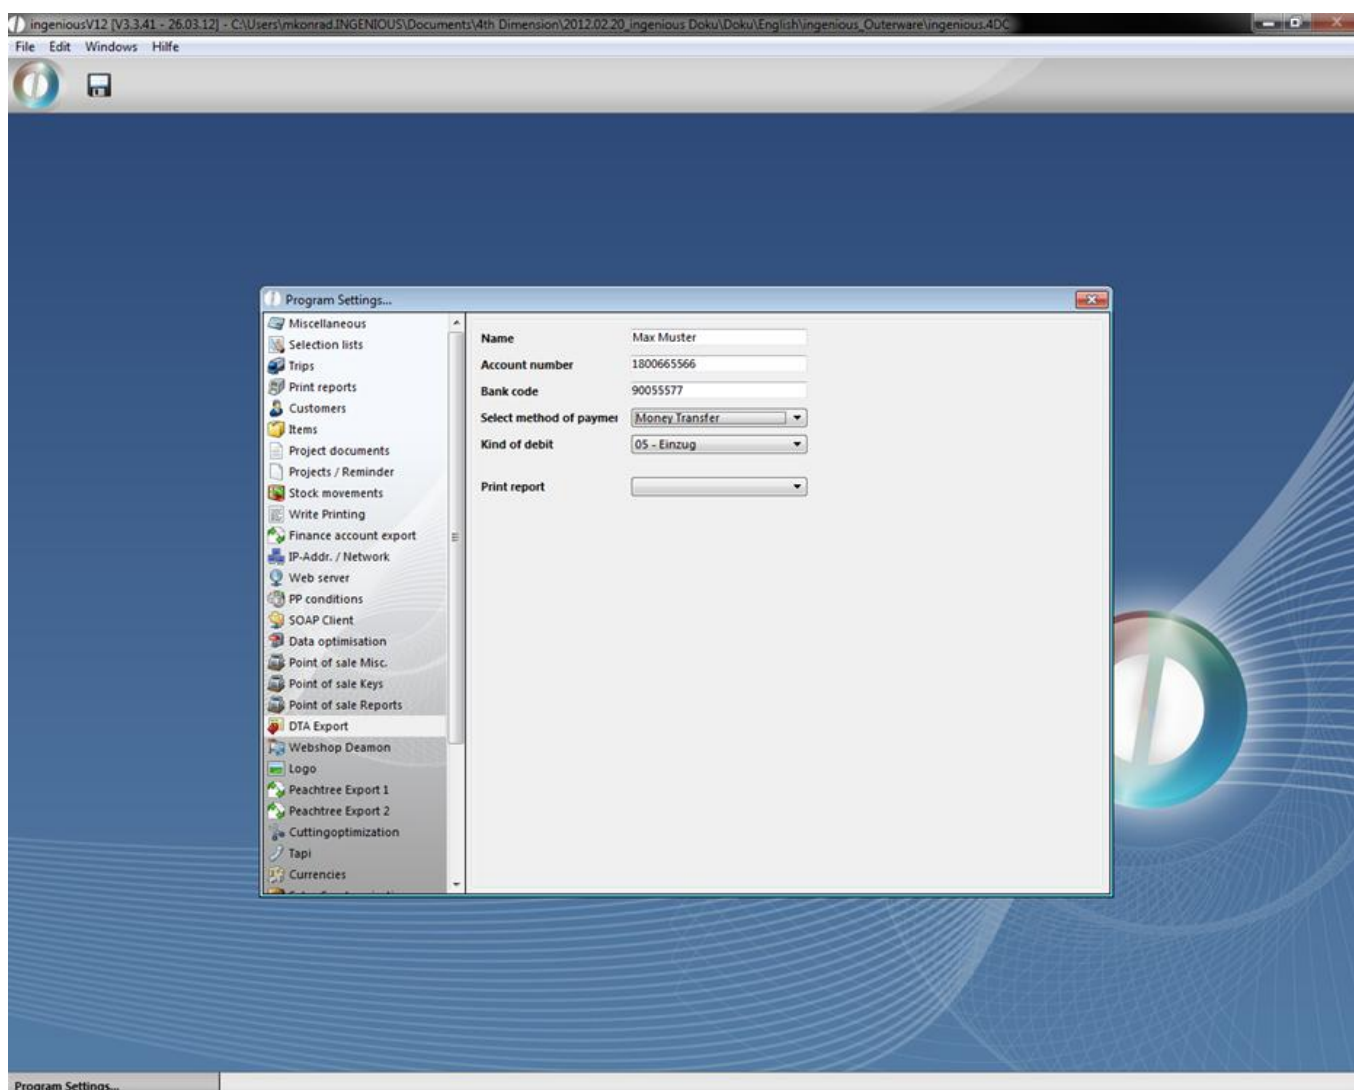 ingeniousV12 [V3.3.41 - 26.03.12] - C:\Users\mkonrad.INGENIOUS\Documents\4th Dimension\2012.02.20_ingenious Doku\Doku\English\ingenious_Outerware\ingenious.4DC
File Edit Windows Hilfe
Program Settings...
Miscellaneous
Selection lists
Trips
Print reports
Customers
Items
Project documents
Projects / Reminder
Stock movements
Write Printing
Finance account export
IP-Addr. / Network
Web server
PP conditions
SOAP Client
Data optimisation
Point of sale Misc.
Point of sale Keys
Point of sale Reports
DTA Export
Webshop Deamon
Logo
Peachtree Export 1
Peachtree Export 2
Cuttingoptimization
Tapi
Currencies
Name Max Muster
Account number 1800665566
Bank code 90055577
Select method of paymer Money Transfer
Kind of debit 05 - Einzug
Print report
Program Settings...